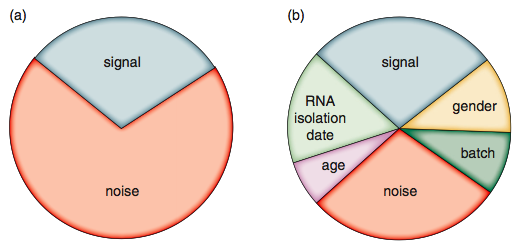 (a)
signal
noise
(b)
signal
gender
RNA
isolation
date
batch
age
noise